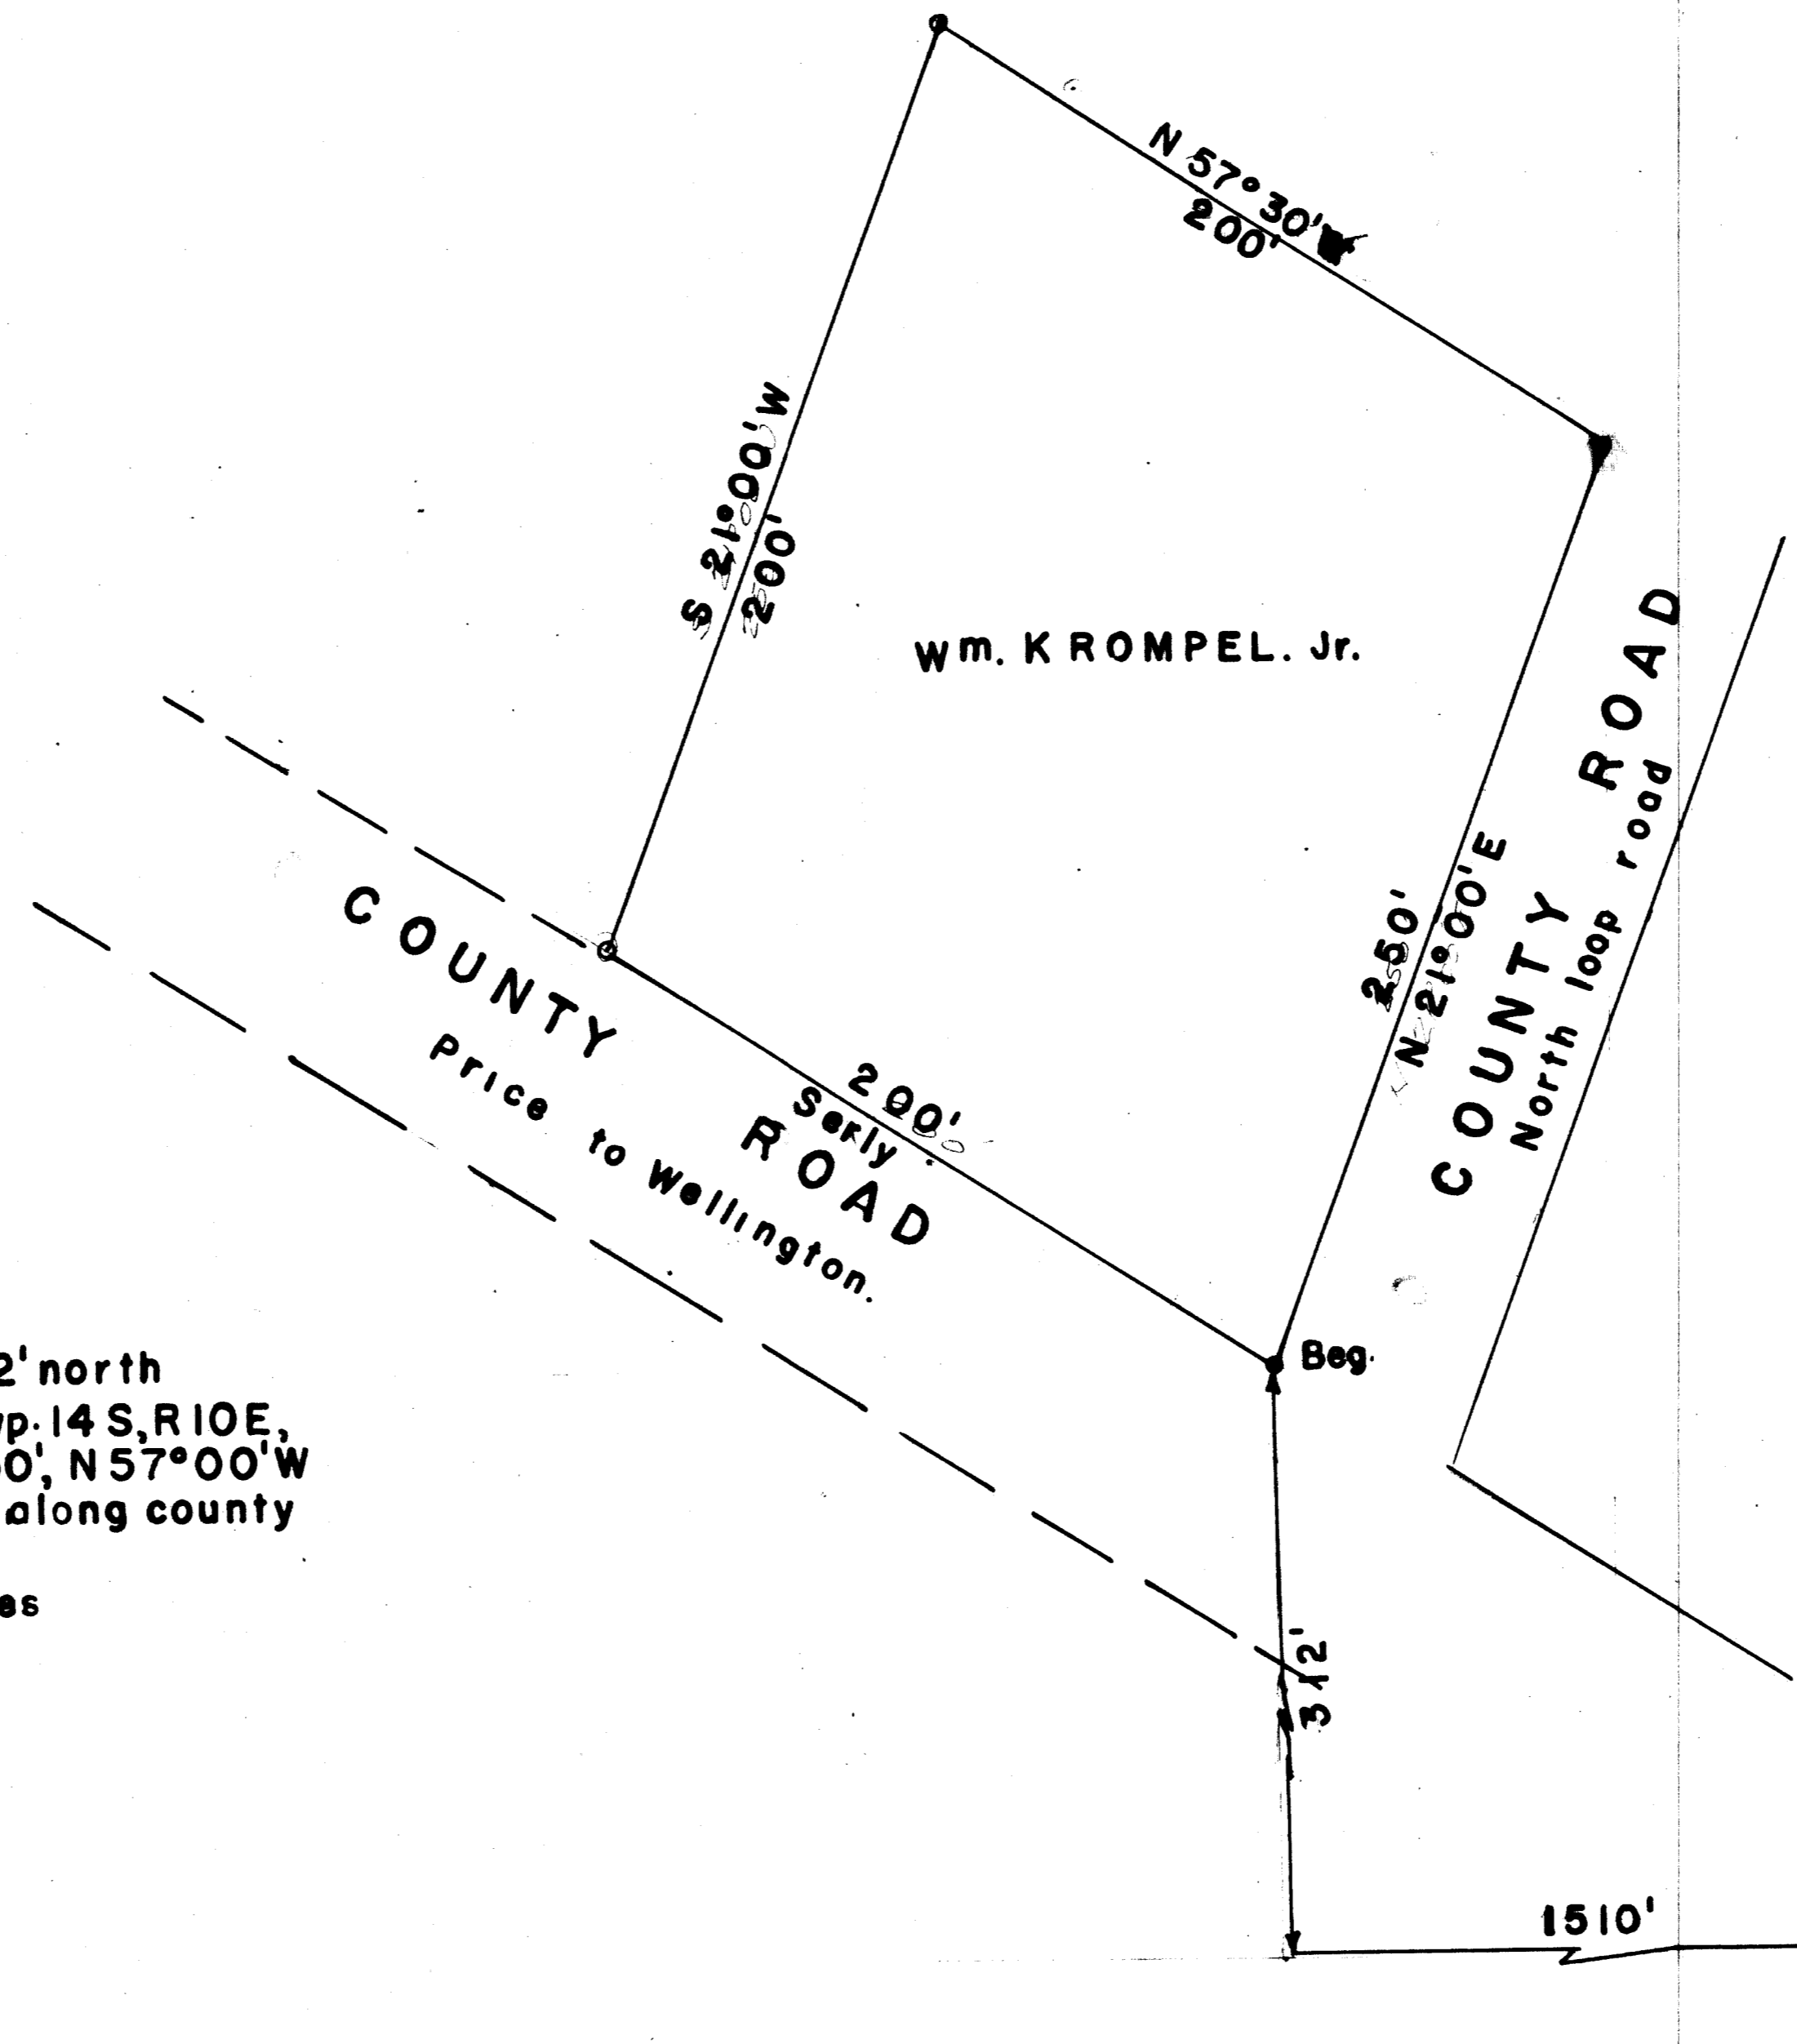 N 57° 30' W
200'
S 21° 00' W
200'
Wm. KROMPEL. Jr.
250'
N 21° 00' E
COUNTY ROAD
North loop road
COUNTY ROAD
Price to Wellington.
200'
Serly.
Beg.
2' north
p. 14 S, R 10 E,
0', N 57° 00' W
along county
es
312'
1510'